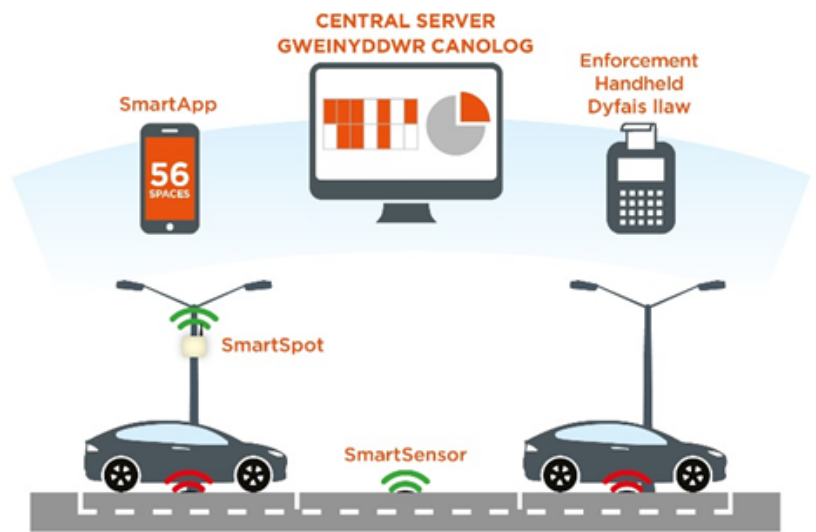 CENTRAL SERVER
GWEINYDDWR CANOLOG
Enforcement
Handheld
Dyfais llaw
SmartApp
56
SPACES
SmartSpot
SmartSensor